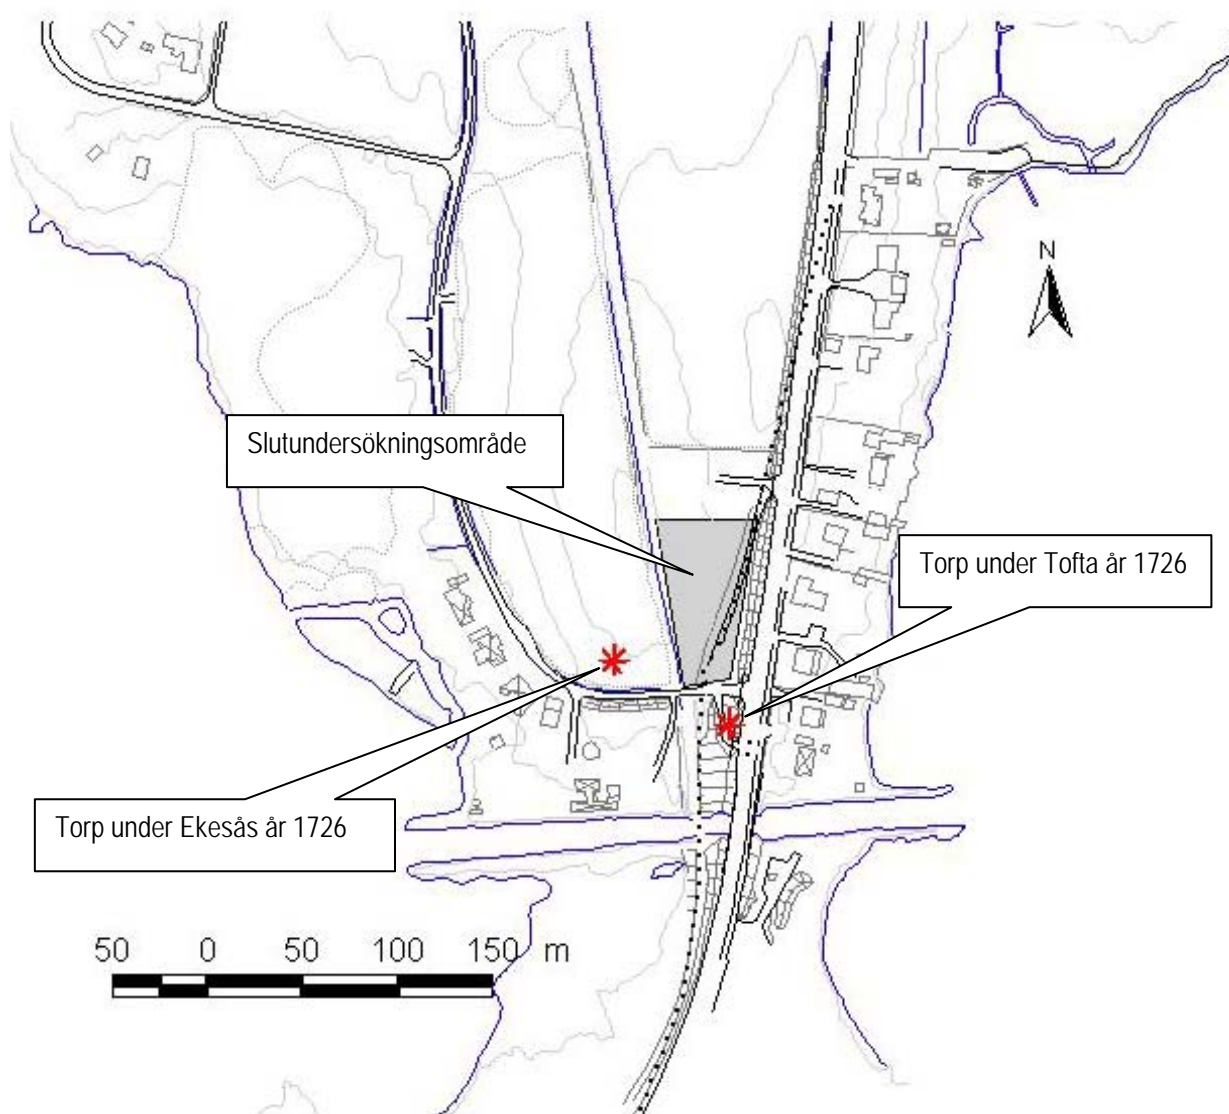 N
Slutundersökningsområde
Torp under Tofta år 1726
Torp under Ekesås år 1726
50 0 50 100 150 m